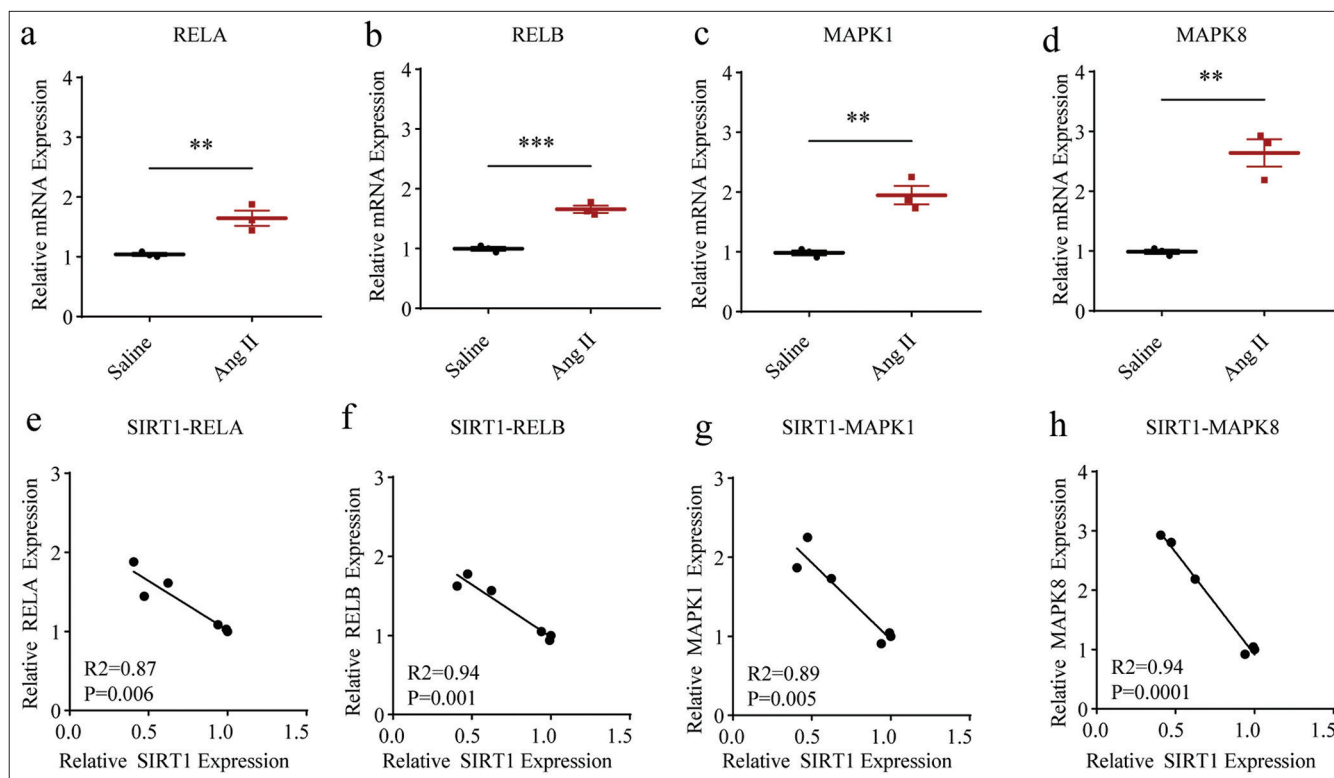 a
RELA
Relative mRNA Expression
4
3
2
1
0
**
Saline
Ang II
b
RELB
Relative mRNA Expression
4
3
2
1
0
***
Saline
Ang II
c
MAPK1
Relative mRNA Expression
4
3
2
1
0
**
Saline
Ang II
d
MAPK8
Relative mRNA Expression
4
3
2
1
0
**
Saline
Ang II
e
SIRT1-RELA
Relative RELA Expression
3
2
1
0
R2=0.87
P=0.006
0.0 0.5 1.0 1.5
Relative SIRT1 Expression
f
SIRT1-RELB
Relative RELB Expression
3
2
1
0
R2=0.94
P=0.001
0.0 0.5 1.0 1.5
Relative SIRT1 Expression
g
SIRT1-MAPK1
Relative MAPK1 Expression
3
2
1
0
R2=0.89
P=0.005
0.0 0.5 1.0 1.5
Relative SIRT1 Expression
h
SIRT1-MAPK8
Relative MAPK8 Expression
4
3
2
1
0
R2=0.94
P=0.0001
0.0 0.5 1.0 1.5
Relative SIRT1 Expression